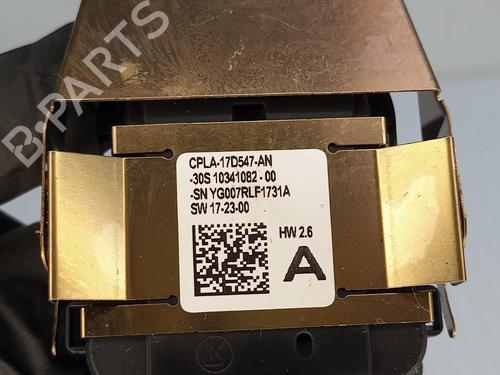 B-PARTS
CPLA-17D547-AN
-30S 10341082 - 00
-SN YG007RLF1731A
SW 17-23-00
HW 2.6
A